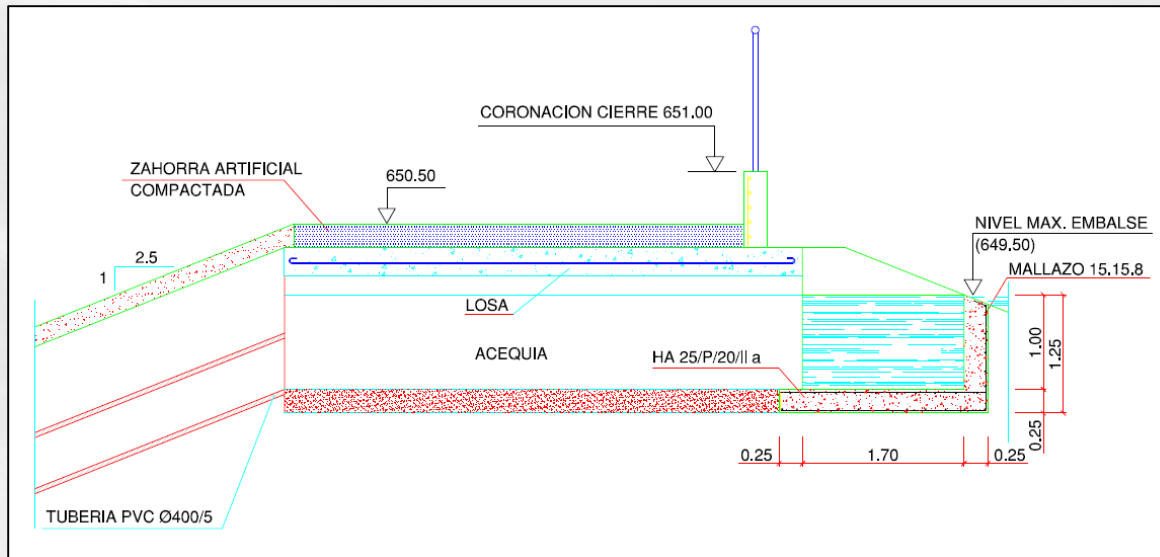 CORONACION CIERRE 651.00
ZAHORRA ARTIFICIAL
COMPACTADA
650.50
NIVEL MAX. EMBALSE
(649.50)
MALLAZO 15.15.8
2.5
1
LOSA
ACEQUIA
HA 25/P/20/II a
1.00
1.25
0.25
0.25
1.70
0.25
TUBERIA PVC Ø400/5